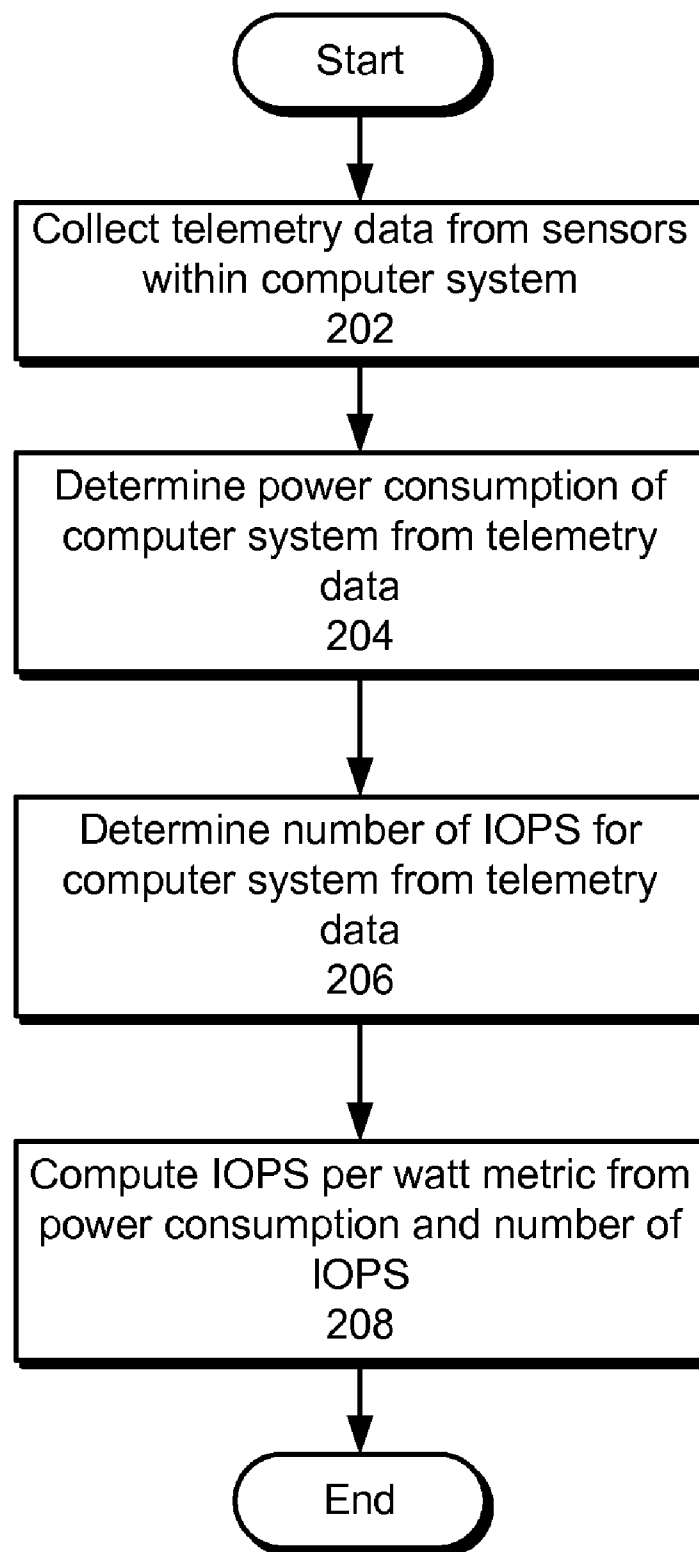 Start
Collect telemetry data from sensors
within computer system
202
Determine power consumption of
computer system from telemetry
data
204
Determine number of IOPS for
computer system from telemetry
data
206
Compute IOPS per watt metric from
power consumption and number of
IOPS
208
End